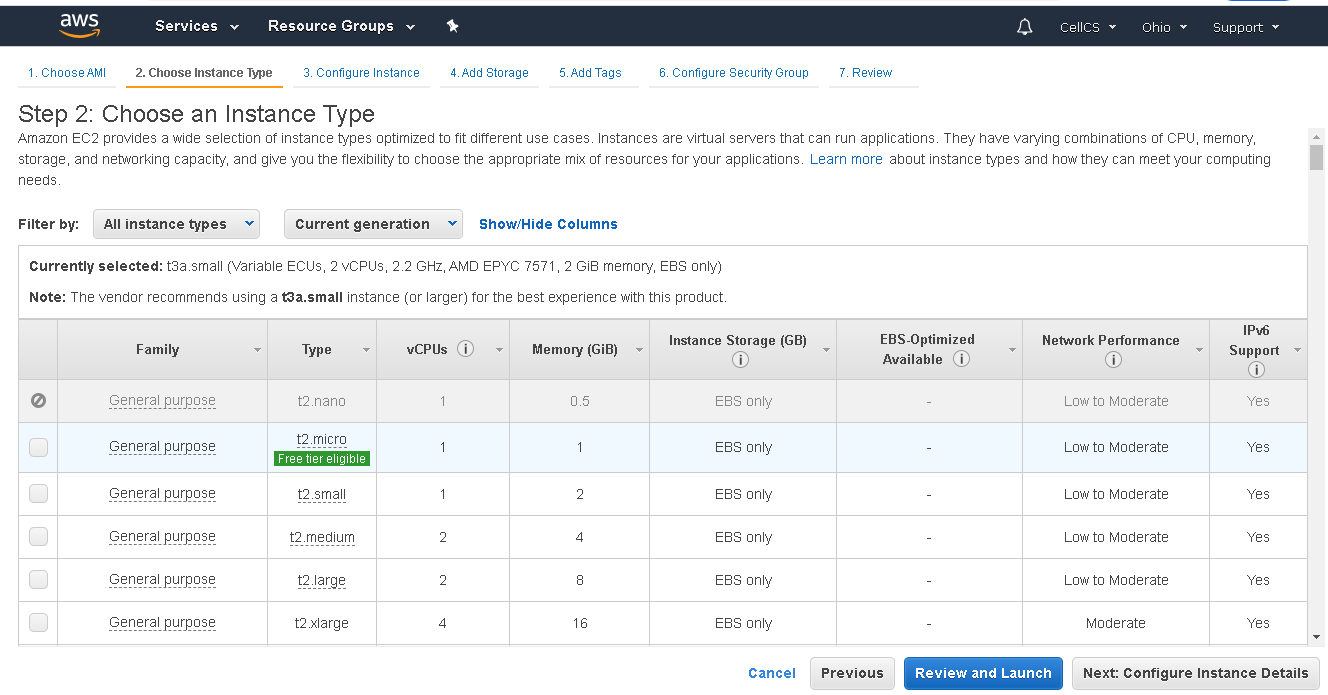 aws Services Resource Groups CellCS Ohio Support
1. Choose AMI 2. Choose Instance Type 3. Configure Instance 4. Add Storage 5. Add Tags 6. Configure Security Group 7. Review
Step 2: Choose an Instance Type
Amazon EC2 provides a wide selection of instance types optimized to fit different use cases. Instances are virtual servers that can run applications. They have varying combinations of CPU, memory,
storage, and networking capacity, and give you the flexibility to choose the appropriate mix of resources for your applications. Learn more about instance types and how they can meet your computing
needs.
Filter by: All instance types Current generation Show/Hide Columns
Currently selected: t3a.small (Variable ECUs, 2 vCPUs, 2.2 GHz, AMD EPYC 7571, 2 GiB memory, EBS only)
Note: The vendor recommends using a t3a.small instance (or larger) for the best experience with this product.
Family Type vCPUs i Memory (GiB) Instance Storage (GB) i EBS-Optimized Available i Network Performance i IPv6 Support i
General purpose t2.nano 1 0.5 EBS only - Low to Moderate Yes
General purpose t2.micro 1 1 EBS only - Low to Moderate Yes
Free tier eligible
General purpose t2.small 1 2 EBS only - Low to Moderate Yes
General purpose t2.medium 2 4 EBS only - Low to Moderate Yes
General purpose t2.large 2 8 EBS only - Low to Moderate Yes
General purpose t2.xlarge 4 16 EBS only - Moderate Yes
Cancel Previous Review and Launch Next: Configure Instance Details